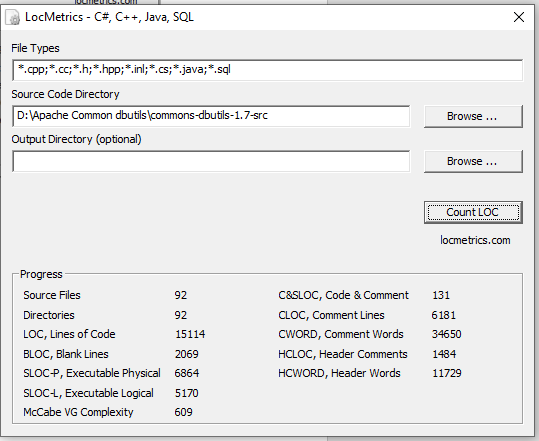 locmetrics.com
LocMetrics - C#, C++, Java, SQL
File Types
*.cpp;*.cc;*.h;*.hpp;*.inl;*.cs;*.java;*.sql
Source Code Directory
D:\Apache Common dbutils\commons-dbutils-1.7-src
Browse ...
Output Directory (optional)
Browse ...
Count LOC
locmetrics.com
Progress
Source Files 92 C&SLOC, Code & Comment 131
Directories 92 CLOC, Comment Lines 6181
LOC, Lines of Code 15114 CWORD, Comment Words 34650
BLOC, Blank Lines 2069 HCLOC, Header Comments 1484
SLOC-P, Executable Physical 6864 HCWORD, Header Words 11729
SLOC-L, Executable Logical 5170
McCabe VG Complexity 609